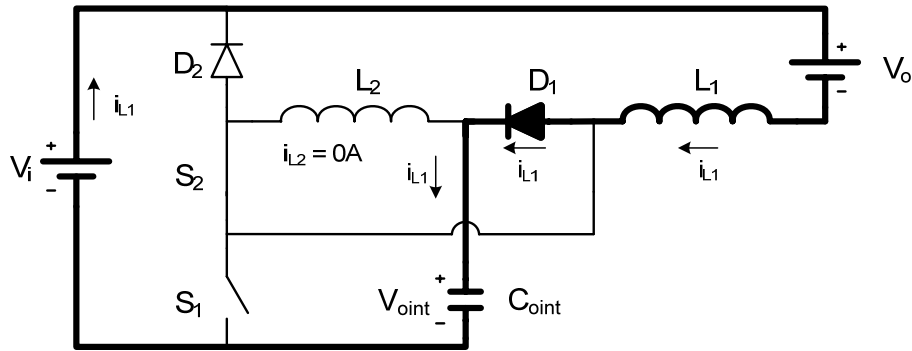 +
D₂
Vₒ
-
L₂
D₁
L₁
iL1
iL2 = 0A
iL1
iL1
iL1
+
Vi
-
S₂
+
S₁
Voint
Coint
-